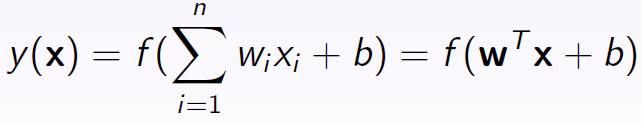 y(𝐱) = f(∑_{i=1}^{n} w_i x_i + b) = f(𝐰^T 𝐱 + b)